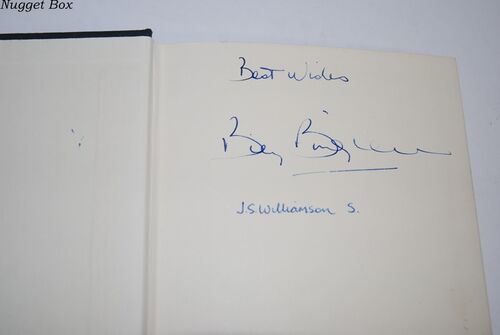 Nugget Box
Best Wishes
J.S Williamson S.